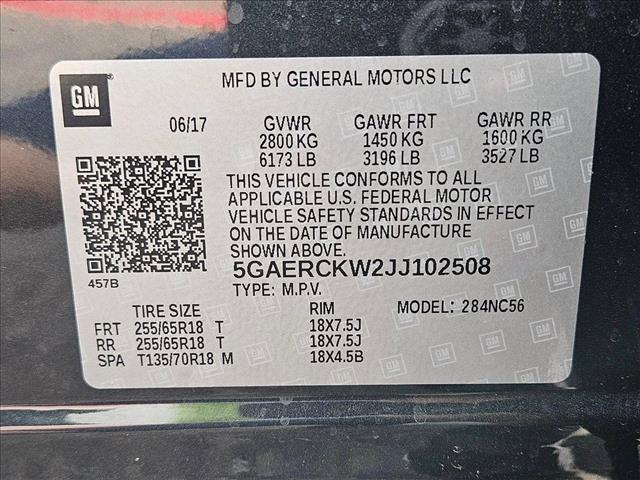 GM
MFD BY GENERAL MOTORS LLC
06/17 GVWR GAWR FRT GAWR RR
2800 KG 1450 KG 1600 KG
6173 LB 3196 LB 3527 LB
THIS VEHICLE CONFORMS TO ALL
APPLICABLE U.S. FEDERAL MOTOR
VEHICLE SAFETY STANDARDS IN EFFECT
ON THE DATE OF MANUFACTURE
SHOWN ABOVE.
5GAERCKW2JJ102508
457B
TYPE: M.P.V.
TIRE SIZE RIM MODEL: 284NC56
FRT 255/65R18 T 18X7.5J
RR 255/65R18 T 18X7.5J
SPA T135/70R18 M 18X4.5B